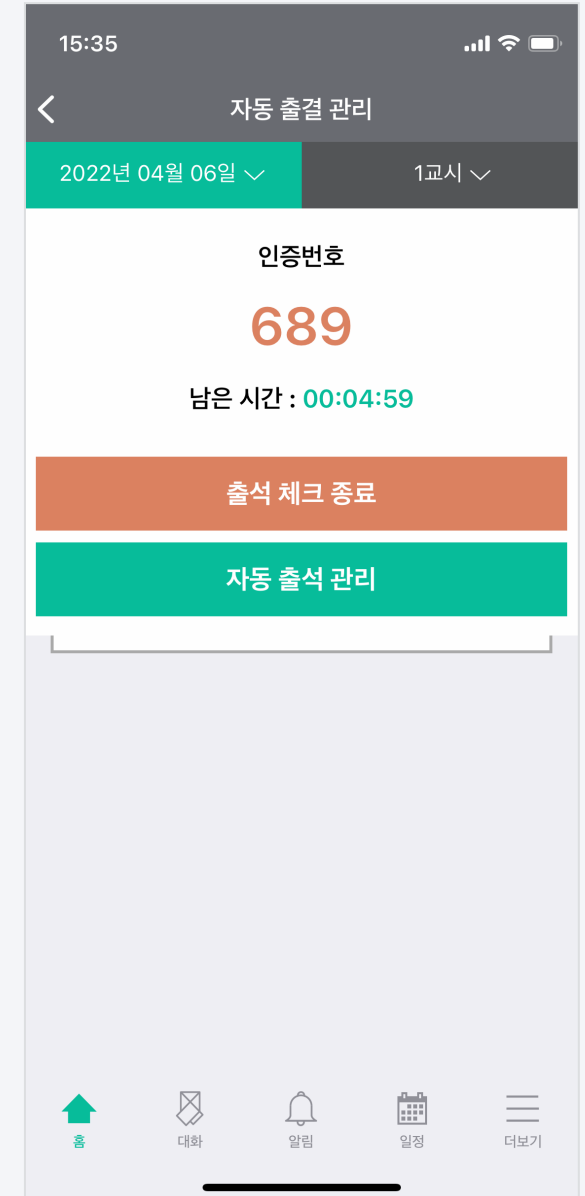 15:35
자동 출결 관리
2022년 04월 06일
1교시
인증번호
689
남은 시간 : 00:04:59
출석 체크 종료
자동 출석 관리
홈
대화
알림
일정
더보기